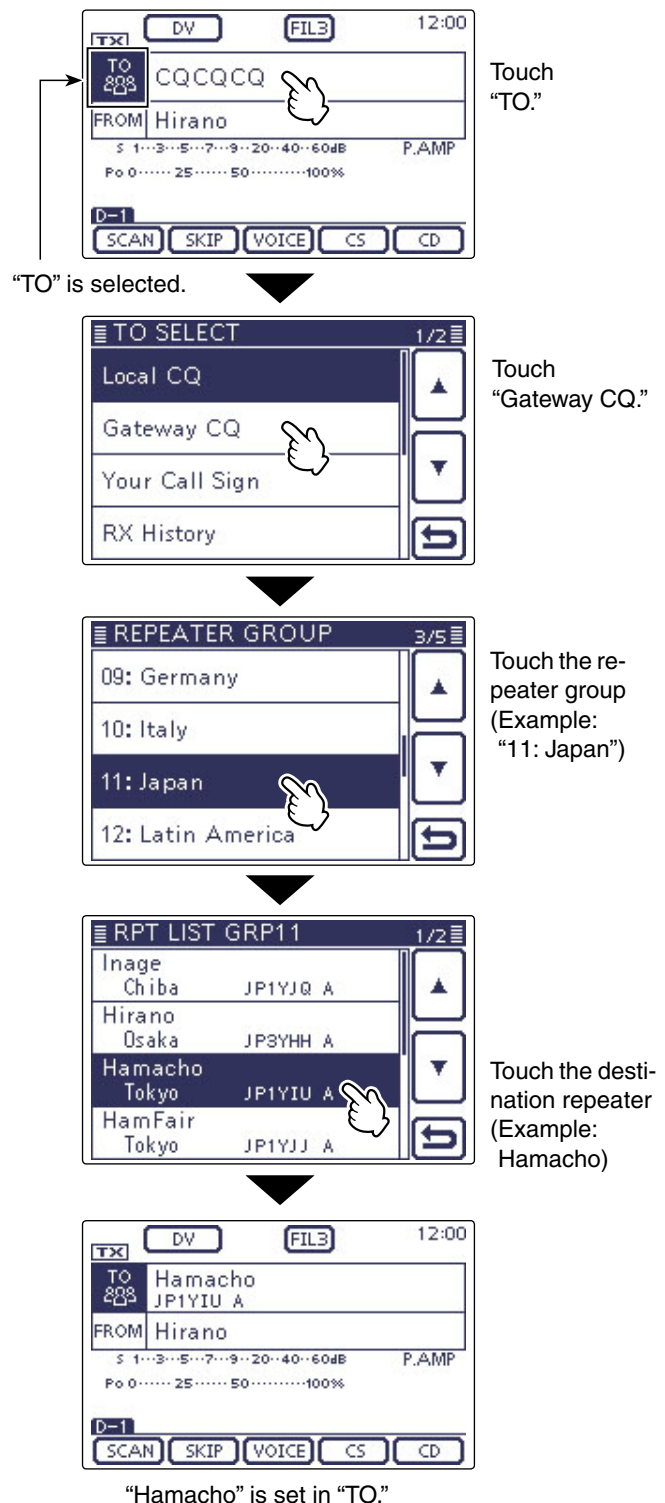 DV FIL3 12:00
TX
TO CQCQCQ
FROM Hirano
S 1···3···5···7···9··20··40··60dB P.AMP
Po 0······ 25······ 50··········100%
D-1
SCAN SKIP VOICE CS CD
Touch
“TO.”
“TO” is selected.
TO SELECT 1/2
Local CQ
Gateway CQ
Your Call Sign
RX History
Touch
“Gateway CQ.”
REPEATER GROUP 3/5
09: Germany
10: Italy
11: Japan
12: Latin America
Touch the re-
peater group
(Example:
“11: Japan”)
RPT LIST GRP11 1/2
Inage
Chiba JP1YJQ A
Hirano
Osaka JP3YHH A
Hamacho
Tokyo JP1YIU A
HamFair
Tokyo JP1YJJ A
Touch the desti-
nation repeater
(Example:
Hamacho)
DV FIL3 12:00
TX
TO Hamacho
JP1YIU A
FROM Hirano
S 1···3···5···7···9··20··40··60dB P.AMP
Po 0······ 25······ 50··········100%
D-1
SCAN SKIP VOICE CS CD
“Hamacho” is set in “TO.”